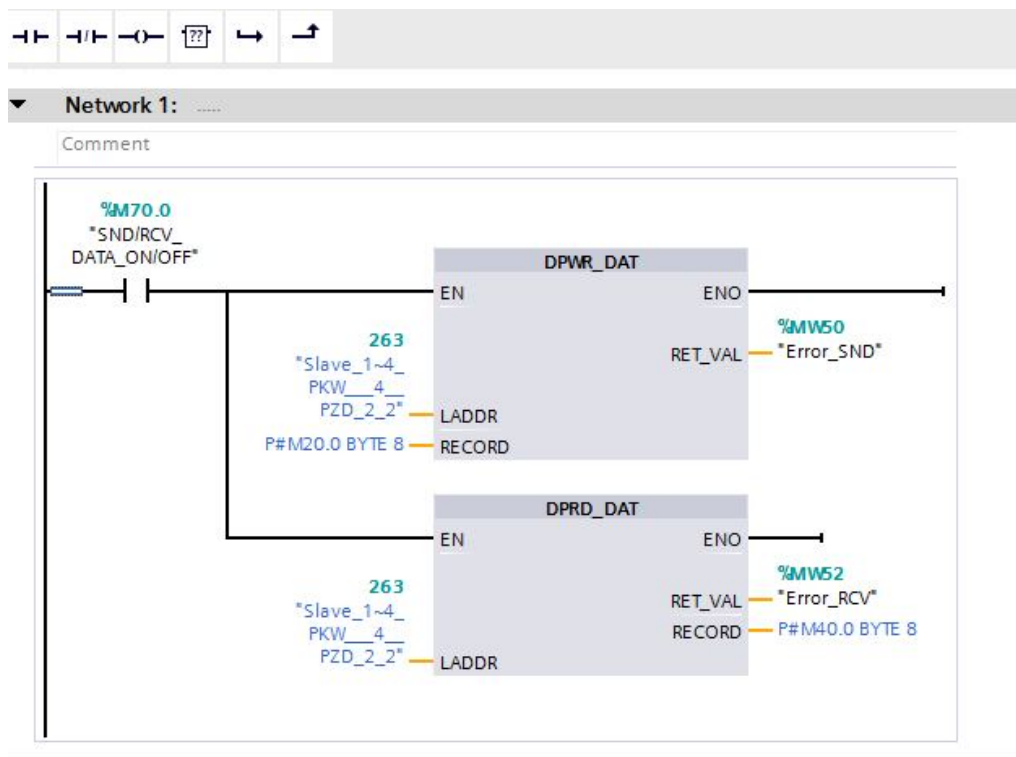 ??
Network 1: .....
Comment
%M70.0
"SND/RCV_
DATA_ON/OFF"
DPWR_DAT
EN
ENO
263
"Slave_1~4_
PKW___4__
PZD_2_2"
LADDR
P#M20.0 BYTE 8
RECORD
RET_VAL
%MW50
"Error_SND"
DPRD_DAT
EN
ENO
263
"Slave_1~4_
PKW___4__
PZD_2_2"
LADDR
RET_VAL
%MW52
"Error_RCV"
RECORD
P#M40.0 BYTE 8